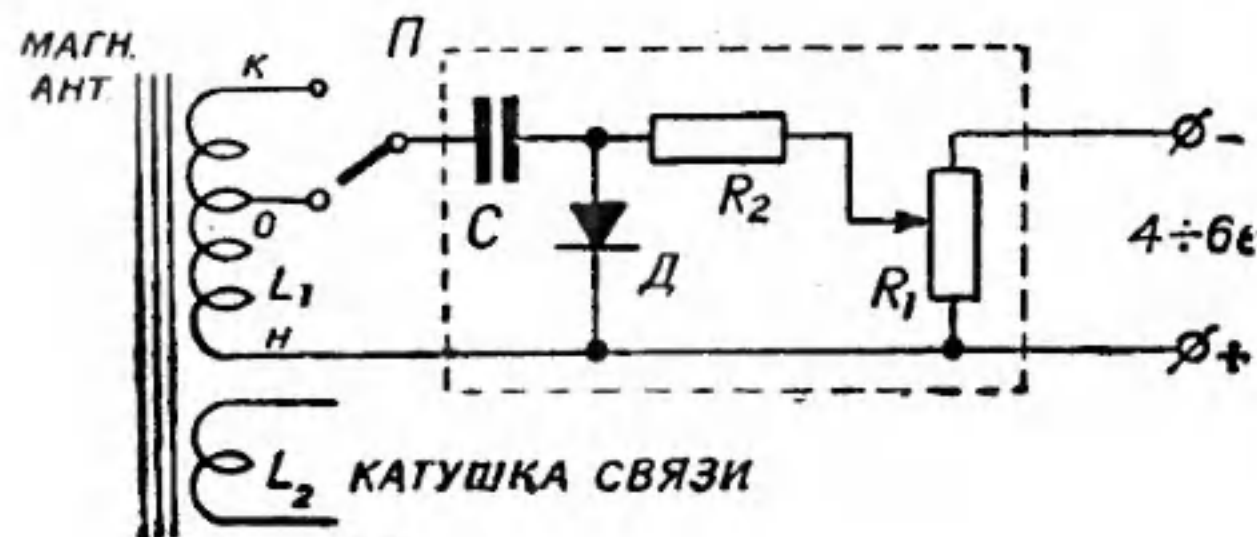 МАГН.
АНТ
П
К
О
L₁
Н
С
Д
R₂
R₁
-
4÷6в
+
L₂ КАТУШКА СВЯЗИ